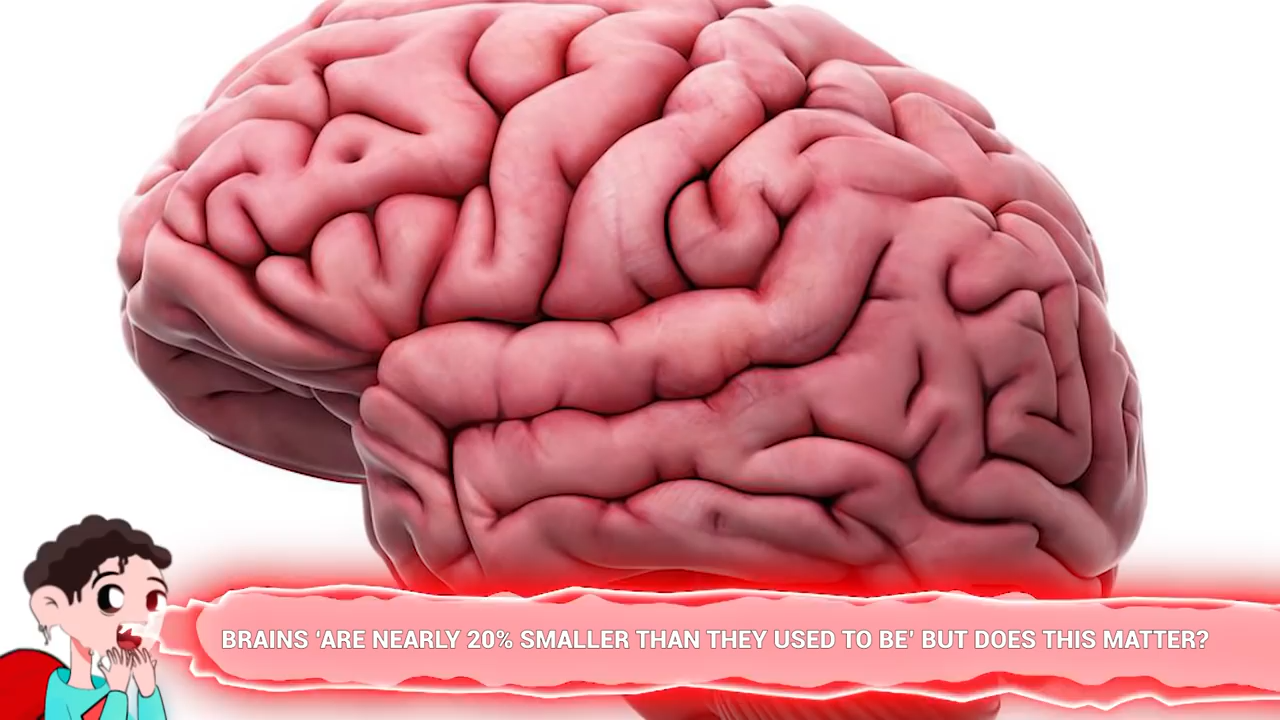 BRAINS ‘ARE NEARLY 20% SMALLER THAN THEY USED TO BE’ BUT DOES THIS MATTER?